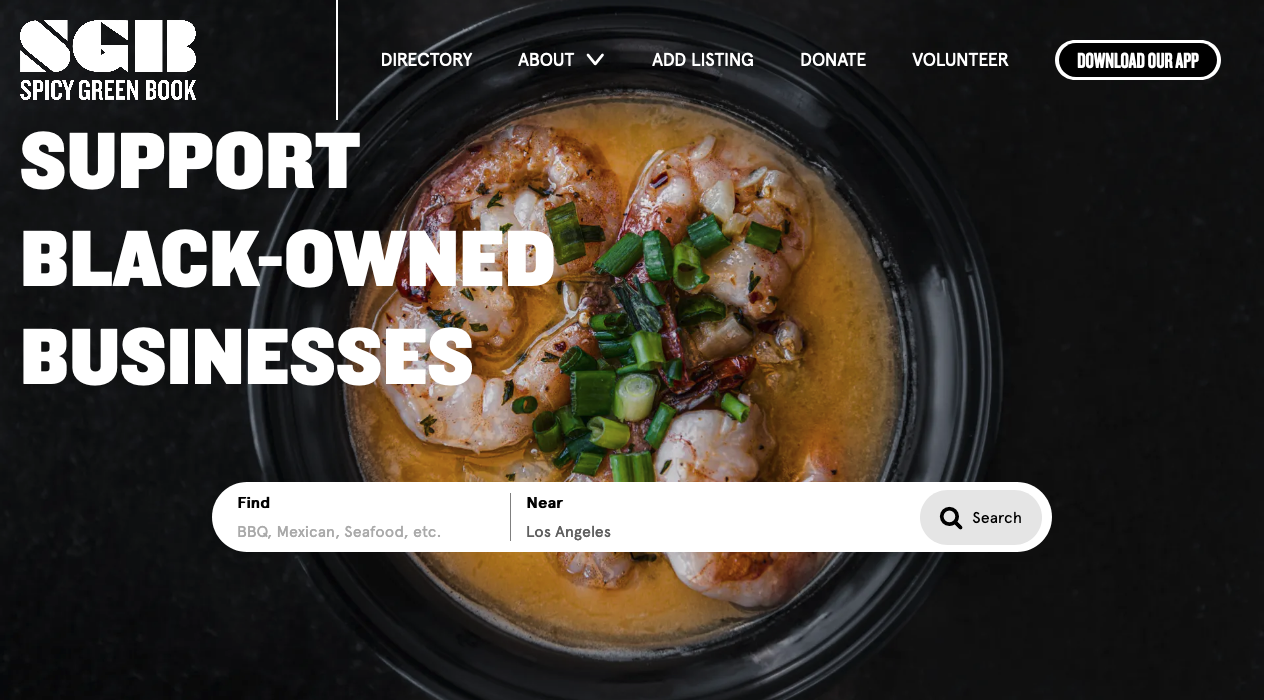 SGB
SPICY GREEN BOOK
DIRECTORY
ABOUT
ADD LISTING
DONATE
VOLUNTEER
DOWNLOAD OUR APP
SUPPORT
BLACK-OWNED
BUSINESSES
Find
BBQ, Mexican, Seafood, etc.
Near
Los Angeles
Search